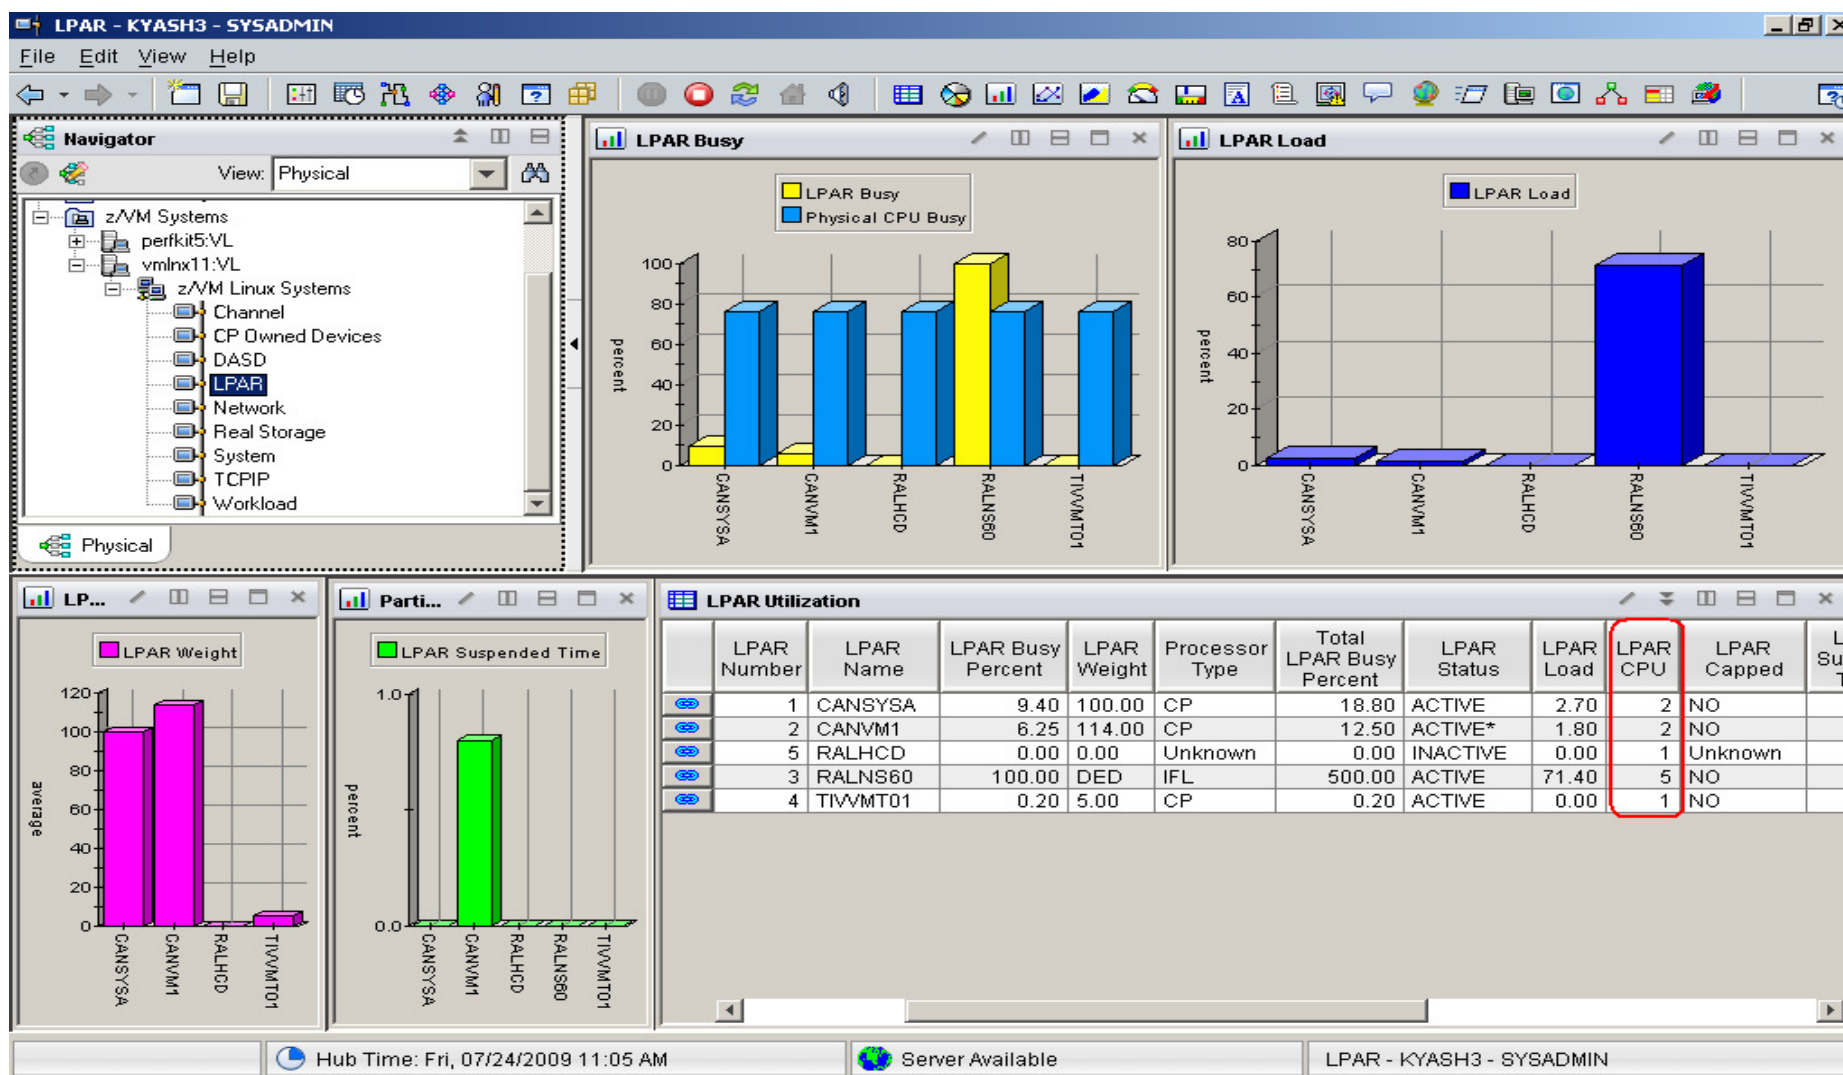 LPAR - KYASH3 - SYSADMIN
File Edit View Help
Navigator
View: Physical
z/VM Systems
perfkit5:VL
vmlnx11:VL
z/VM Linux Systems
Channel
CP Owned Devices
DASD
LPAR
Network
Real Storage
System
TCPIP
Workload
Physical
LPAR Busy
LPAR Busy
Physical CPU Busy
100
80
60
40
20
0
percent
CANSYSA
CANVM1
RALHCD
RALNS60
TIVVMT01
LPAR Load
LPAR Load
80
60
40
20
0
percent
CANSYSA
CANVM1
RALHCD
RALNS60
TIVVMT01
LP...
LPAR Weight
120
100
80
60
40
20
0
average
CANSYSA
CANVM1
RALHCD
TIVVMT01
Parti...
LPAR Suspended Time
1.0
0.0
percent
CANSYSA
CANVM1
RALHCD
RALNS60
TIVVMT01
LPAR Utilization
LPAR Number LPAR Name LPAR Busy Percent LPAR Weight Processor Type Total LPAR Busy Percent LPAR Status LPAR Load LPAR CPU LPAR Capped
1 CANSYSA 9.40 100.00 CP 18.80 ACTIVE 2.70 2 NO
2 CANVM1 6.25 114.00 CP 12.50 ACTIVE* 1.80 2 NO
5 RALHCD 0.00 0.00 Unknown 0.00 INACTIVE 0.00 1 Unknown
3 RALNS60 100.00 DED IFL 500.00 ACTIVE 71.40 5 NO
4 TIVVMT01 0.20 5.00 CP 0.20 ACTIVE 0.00 1 NO
Hub Time: Fri, 07/24/2009 11:05 AM
Server Available
LPAR - KYASH3 - SYSADMIN